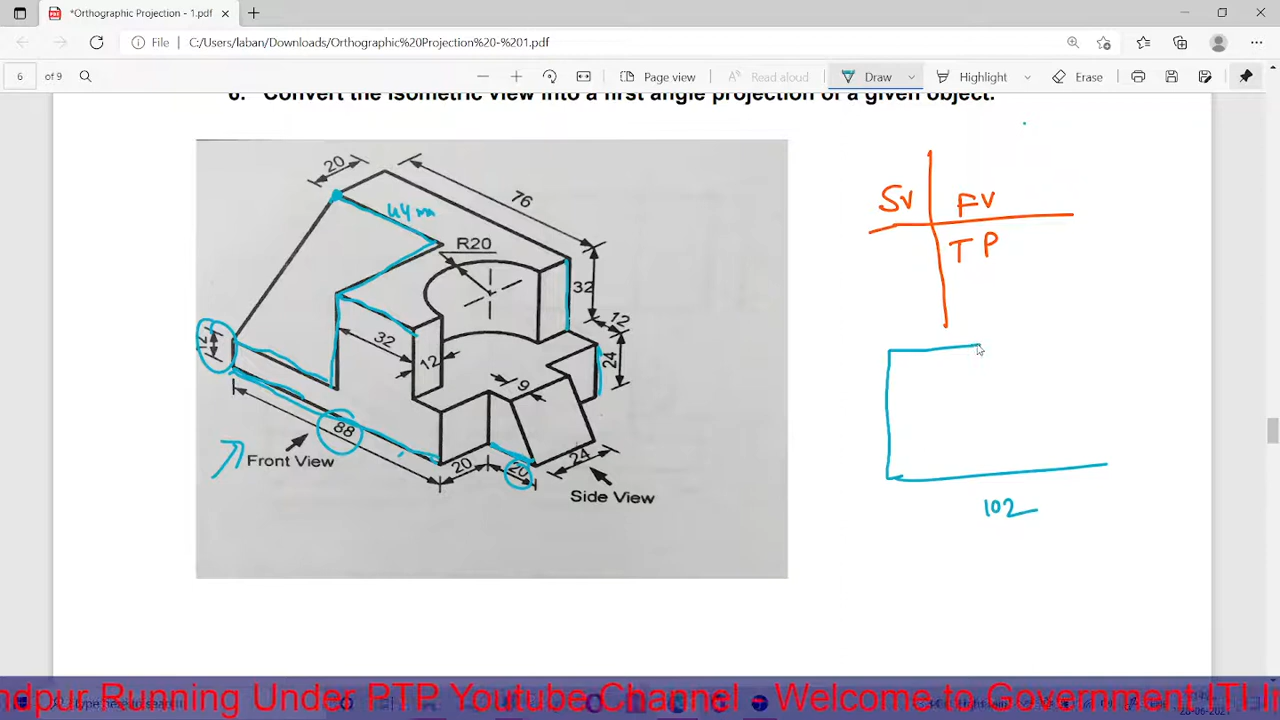 *Orthographic Projection - 1.pdf
File C:/Users/laban/Downloads/Orthographic%20Projection%20-%201.pdf
6 of 9 Page view Read aloud Draw Highlight Erase
6. Convert the isometric view into a first angle projection of a given object.
20
76
44 m
R20
32
12
24
12
32
12
9
88
Front View
20
20
24
Side View
SV FV
TP
102
ndpur Running Under PTP Youtube Channel - Welcome to Government ITI